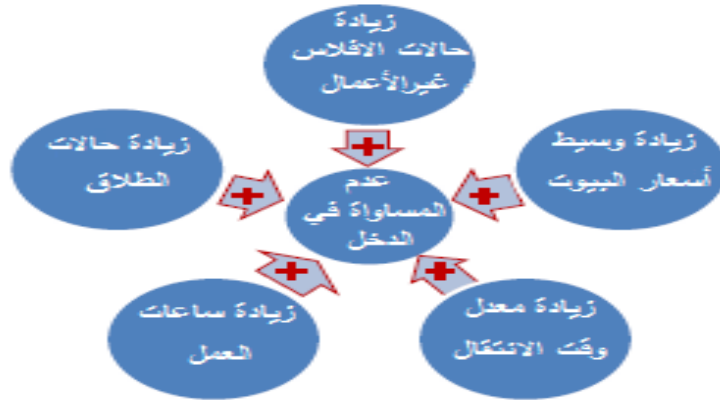 زيادة
حالات الافلاس
غيرالأعمال
زيادة وسيط
أسعار البيوت
زيادة حالات
الطلاق
عدم
المساواة في
الدخل
زيادة ساعات
العمل
زيادة معدل
وقت الانتقال